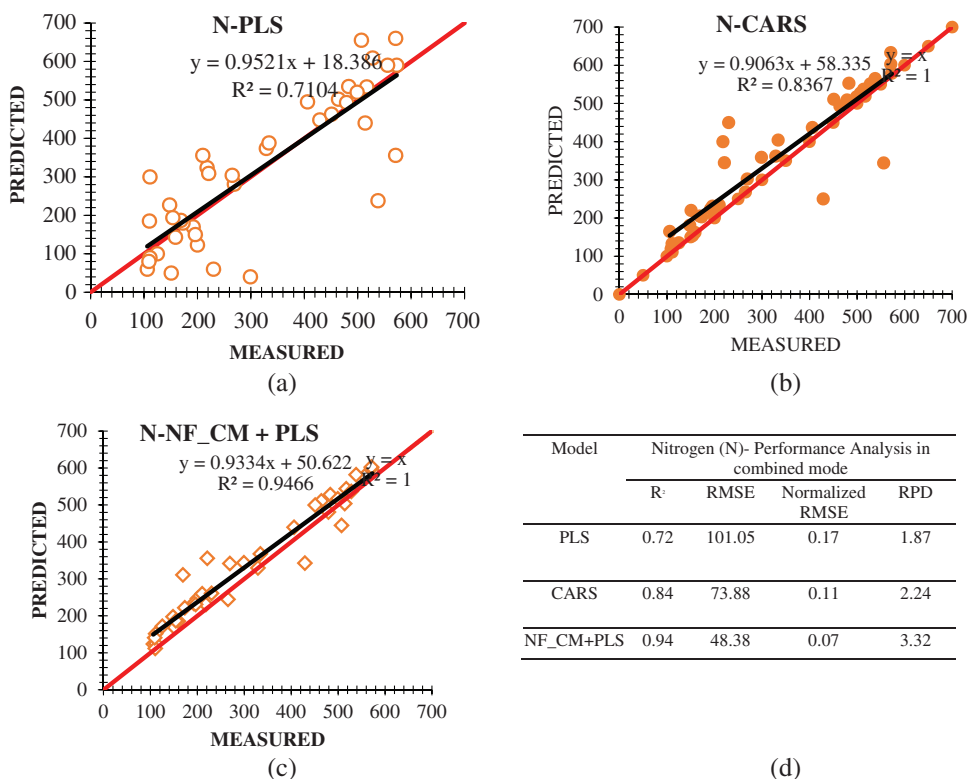 N-PLS
y = 0.9521x + 18.386
R² = 0.7104
700
600
500
400
300
200
100
0
PREDICTED
0 100 200 300 400 500 600 700
MEASURED
(a)
N-CARS
y = 0.9063x + 58.335
R² = 0.8367
y = x
R² = 1
700
600
500
400
300
200
100
0
PREDICTED
0 100 200 300 400 500 600 700
MEASURED
(b)
N-NF_CM + PLS
y = 0.9334x + 50.622
R² = 0.9466
y = x
R² = 1
700
600
500
400
300
200
100
0
PREDICTED
0 100 200 300 400 500 600 700
MEASURED
(c)
Model Nitrogen (N)- Performance Analysis in
combined mode
R² RMSE Normalized RPD
RMSE
PLS 0.72 101.05 0.17 1.87
CARS 0.84 73.88 0.11 2.24
NF_CM+PLS 0.94 48.38 0.07 3.32
(d)